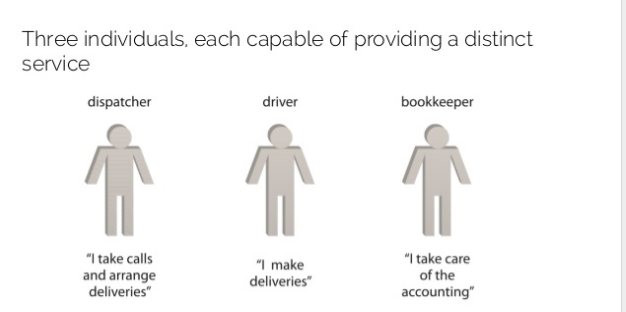 Three individuals, each capable of providing a distinct
service
dispatcher
driver
bookkeeper
"I take calls
and arrange
deliveries"
"I make
deliveries"
"I take care
of the
accounting"